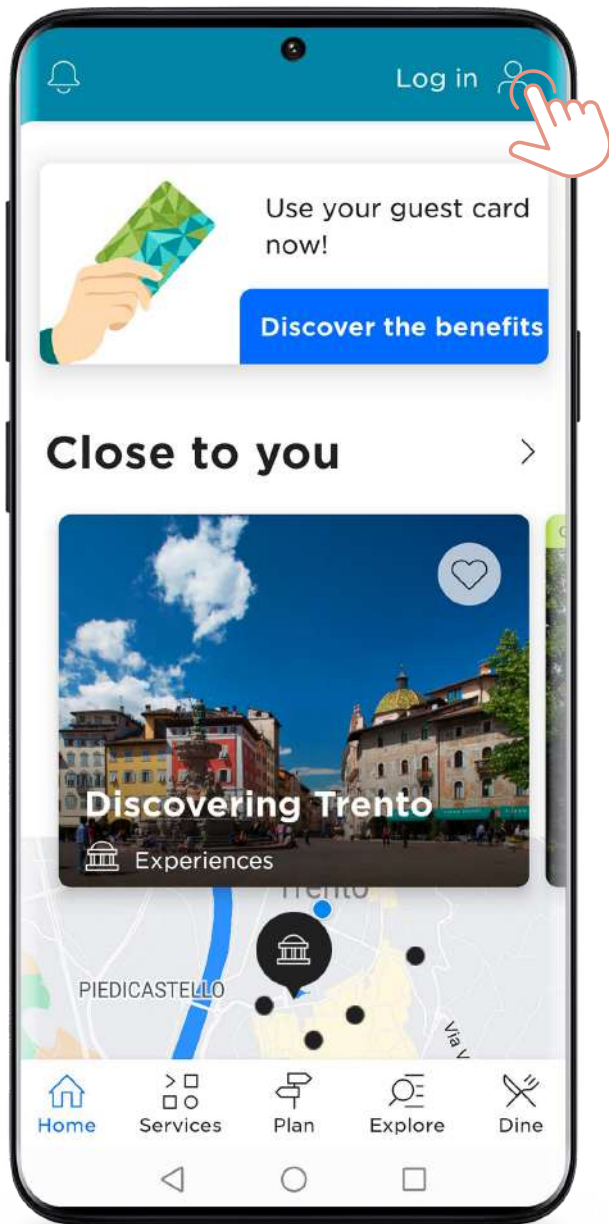 Log in
Use your guest card
now!
Discover the benefits
Close to you
Discovering Trento
Experiences
Trento
PIEDICASTELLO
Via V
Home
Services
Plan
Explore
Dine